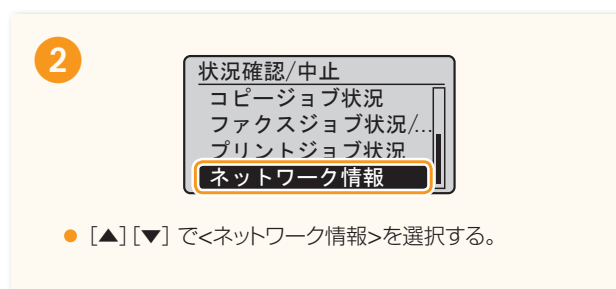 2
状況確認/中止
コピージョブ状況
ファクスジョブ状況/...
プリントジョブ状況
ネットワーク情報
● [▲][▼] で<ネットワーク情報>を選択する。